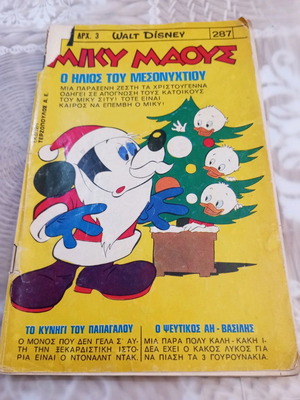 ΔΡΧ. 3 WALT DISNEY 287
ΜΙΚΥ ΜΑΟΥΣ
Ο ΗΛΙΟΣ ΤΟΥ ΜΕΣΟΝΥΧΤΙΟΥ
ΜΙΑ ΠΑΡΑΞΕΝΗ ΖΕΣΤΗ ΤΑ ΧΡΙΣΤΟΥΓΕΝΝΑ
ΟΔΗΓΕΙ ΣΕ ΑΠΟΓΝΩΣΗ ΤΟΥΣ ΚΑΤΟΙΚΟΥΣ
ΤΟΥ ΜΙΚΥ ΣΙΤΥ! ΤΟΤΕ ΕΙΝΑΙ
ΚΑΙΡΟΣ ΝΑ ΕΠΕΜΒΗ Ο ΜΙΚΥ!
ΤΕΡΖΟΠΟΥΛΟΣ Α.Ε.
ΤΟ ΚΥΝΗΓΙ ΤΟΥ ΠΑΠΑΓΑΛΟΥ
Ο ΜΟΝΟΣ ΠΟΥ ΔΕΝ ΓΕΛΑ Σ' ΑΥ-
ΤΗ ΤΗΝ ΞΕΚΑΡΔΙΣΤΙΚΗ ΙΣΤΟ-
ΡΙΑ ΕΙΝΑΙ Ο ΝΤΟΝΑΛΝΤ ΝΤΑΚ.
Ο ΨΕΥΤΙΚΟΣ ΑΗ-ΒΑΣΙΛΗΣ
ΜΙΑ ΠΑΡΑ ΠΟΛΥ ΚΑΛΗ-ΚΑΚΗ Ι-
ΔΕΑ ΕΧΕΙ Ο ΚΑΚΟΣ ΛΥΚΟΣ ΓΙΑ
ΝΑ ΠΙΑΣΗ ΤΑ 3 ΓΟΥΡΟΥΝΑΚΙΑ.